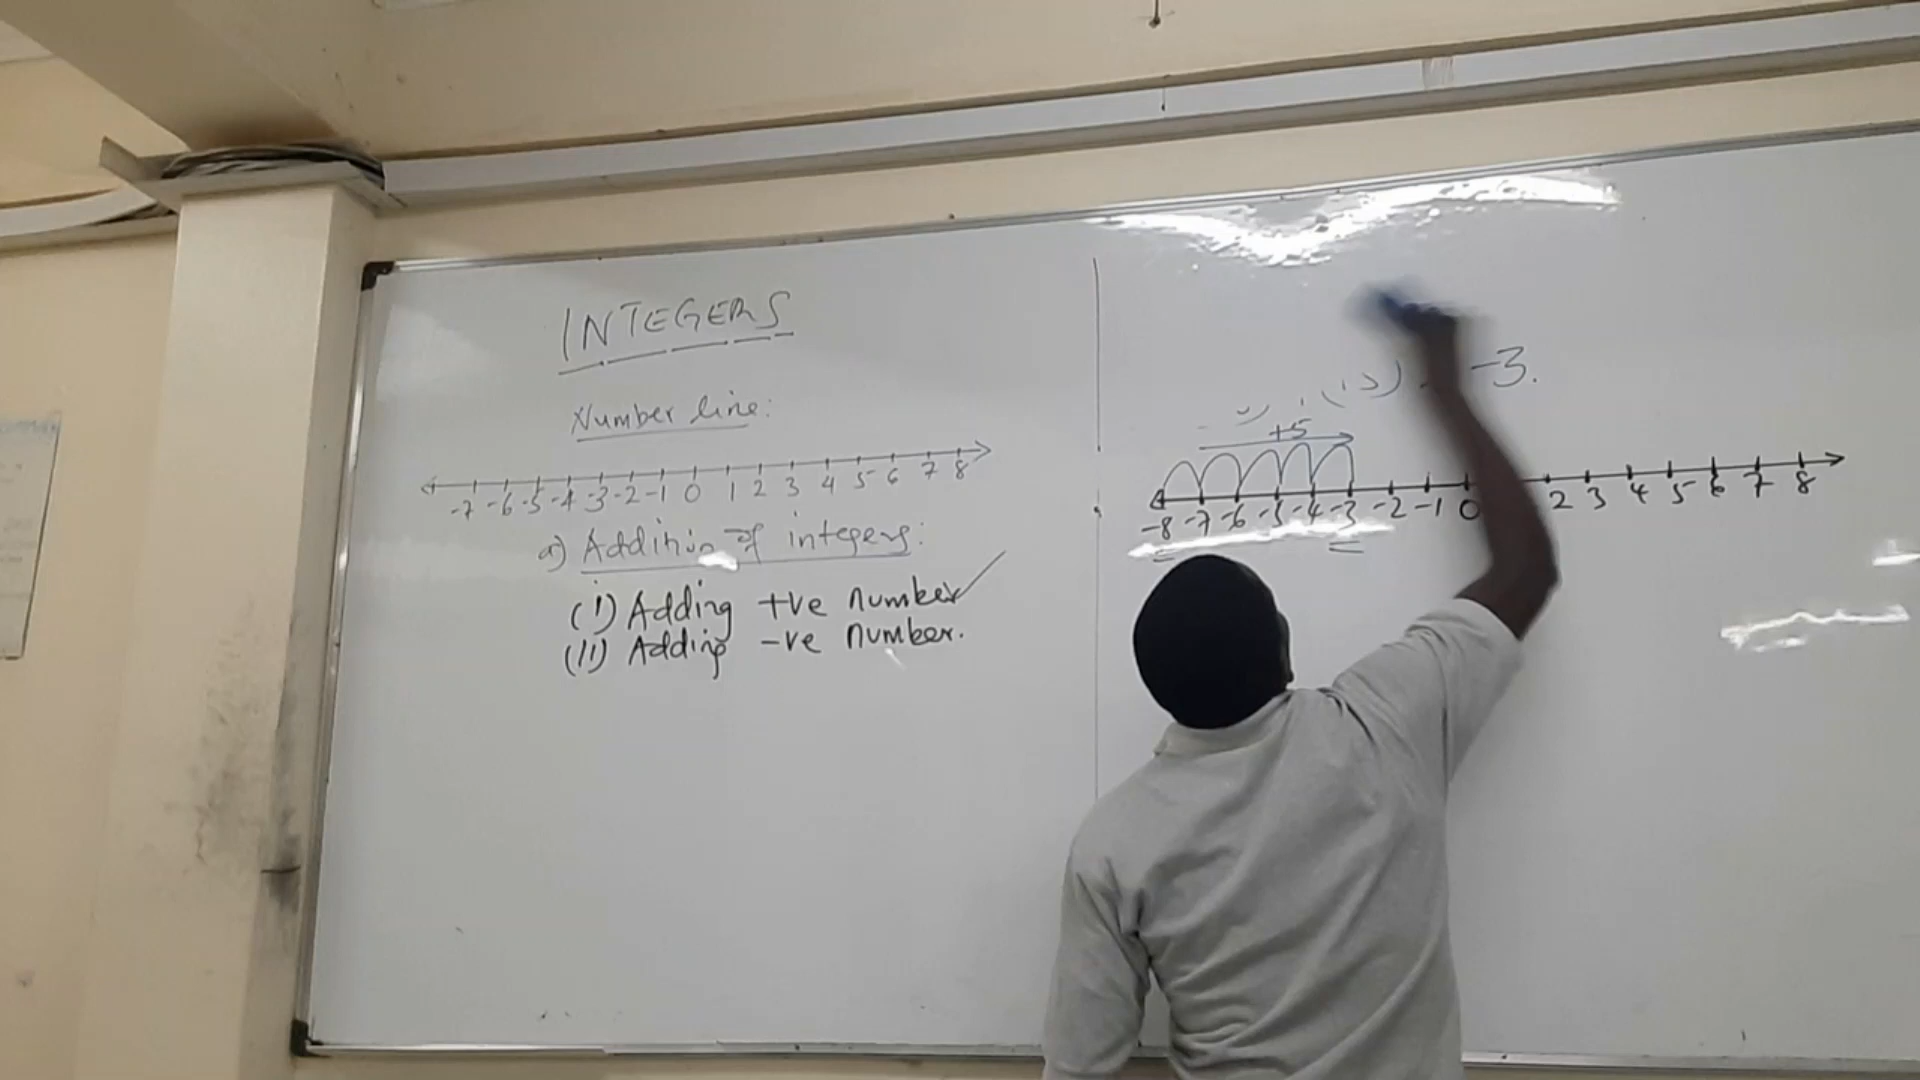 INTEGERS
Number line:
-7 -6 -5 -4 -3 -2 -1 0 1 2 3 4 5 6 7 8
a) Addition of integers:
(i) Adding +ve number
(ii) Adding -ve number.
-3.
+5
-8 -7 -6 -5 -4 -3 -2 -1 0 2 3 4 5 6 7 8